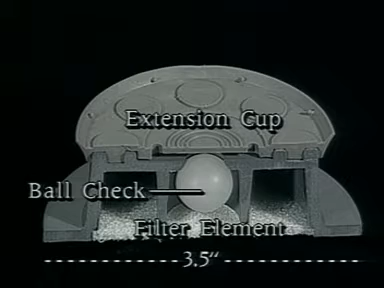 Extension Cup
Ball Check
Filter Element
3.5“